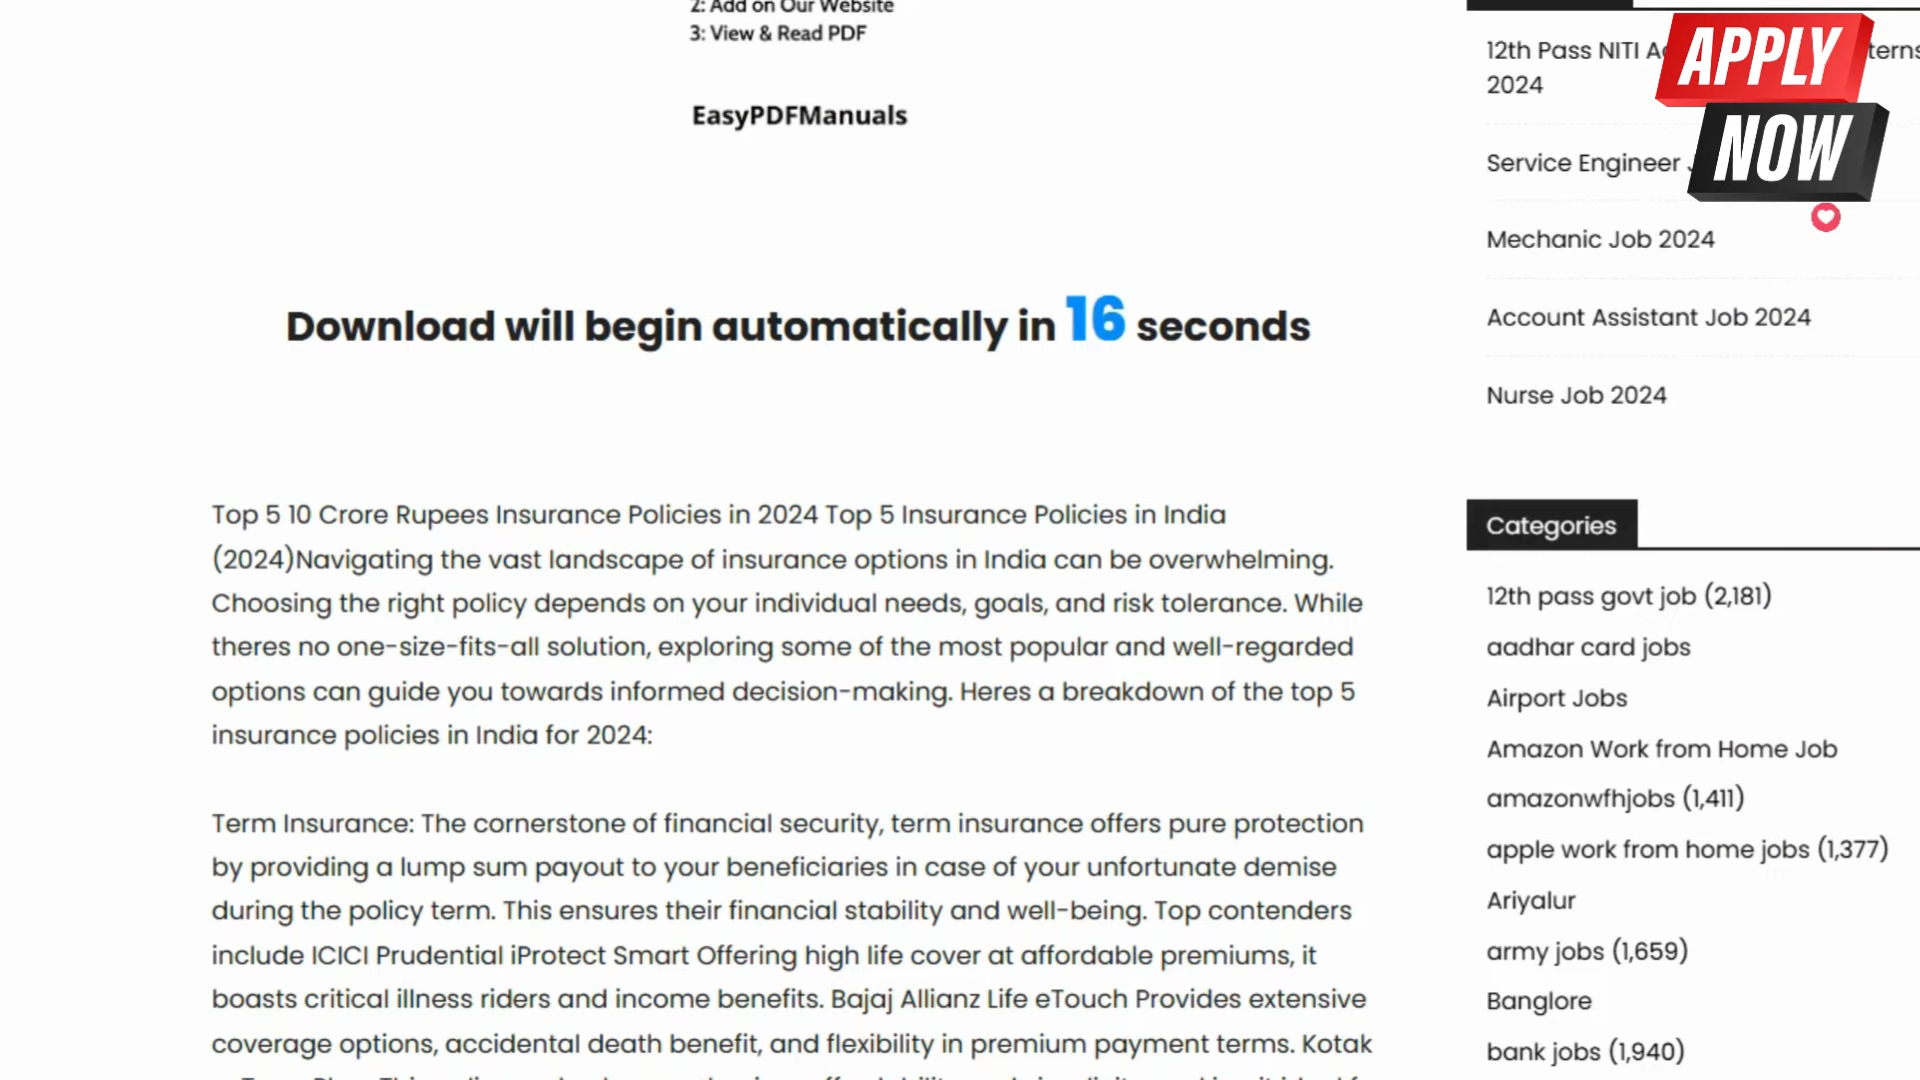 2: Add on Our Website
3: View & Read PDF
EasyPDFManuals
Download will begin automatically in 16 seconds
Top 5 10 Crore Rupees Insurance Policies in 2024 Top 5 Insurance Policies in India
(2024)Navigating the vast landscape of insurance options in India can be overwhelming.
Choosing the right policy depends on your individual needs, goals, and risk tolerance. While
theres no one-size-fits-all solution, exploring some of the most popular and well-regarded
options can guide you towards informed decision-making. Heres a breakdown of the top 5
insurance policies in India for 2024:
Term Insurance: The cornerstone of financial security, term insurance offers pure protection
by providing a lump sum payout to your beneficiaries in case of your unfortunate demise
during the policy term. This ensures their financial stability and well-being. Top contenders
include ICICI Prudential iProtect Smart Offering high life cover at affordable premiums, it
boasts critical illness riders and income benefits. Bajaj Allianz Life eTouch Provides extensive
coverage options, accidental death benefit, and flexibility in premium payment terms. Kotak
12th Pass NITI
2024
Service Engineer
Mechanic Job 2024
Account Assistant Job 2024
Nurse Job 2024
APPLY
NOW
Categories
12th pass govt job (2,181)
aadhar card jobs
Airport Jobs
Amazon Work from Home Job
amazonwfhjobs (1,411)
apple work from home jobs (1,377)
Ariyalur
army jobs (1,659)
Banglore
bank jobs (1,940)